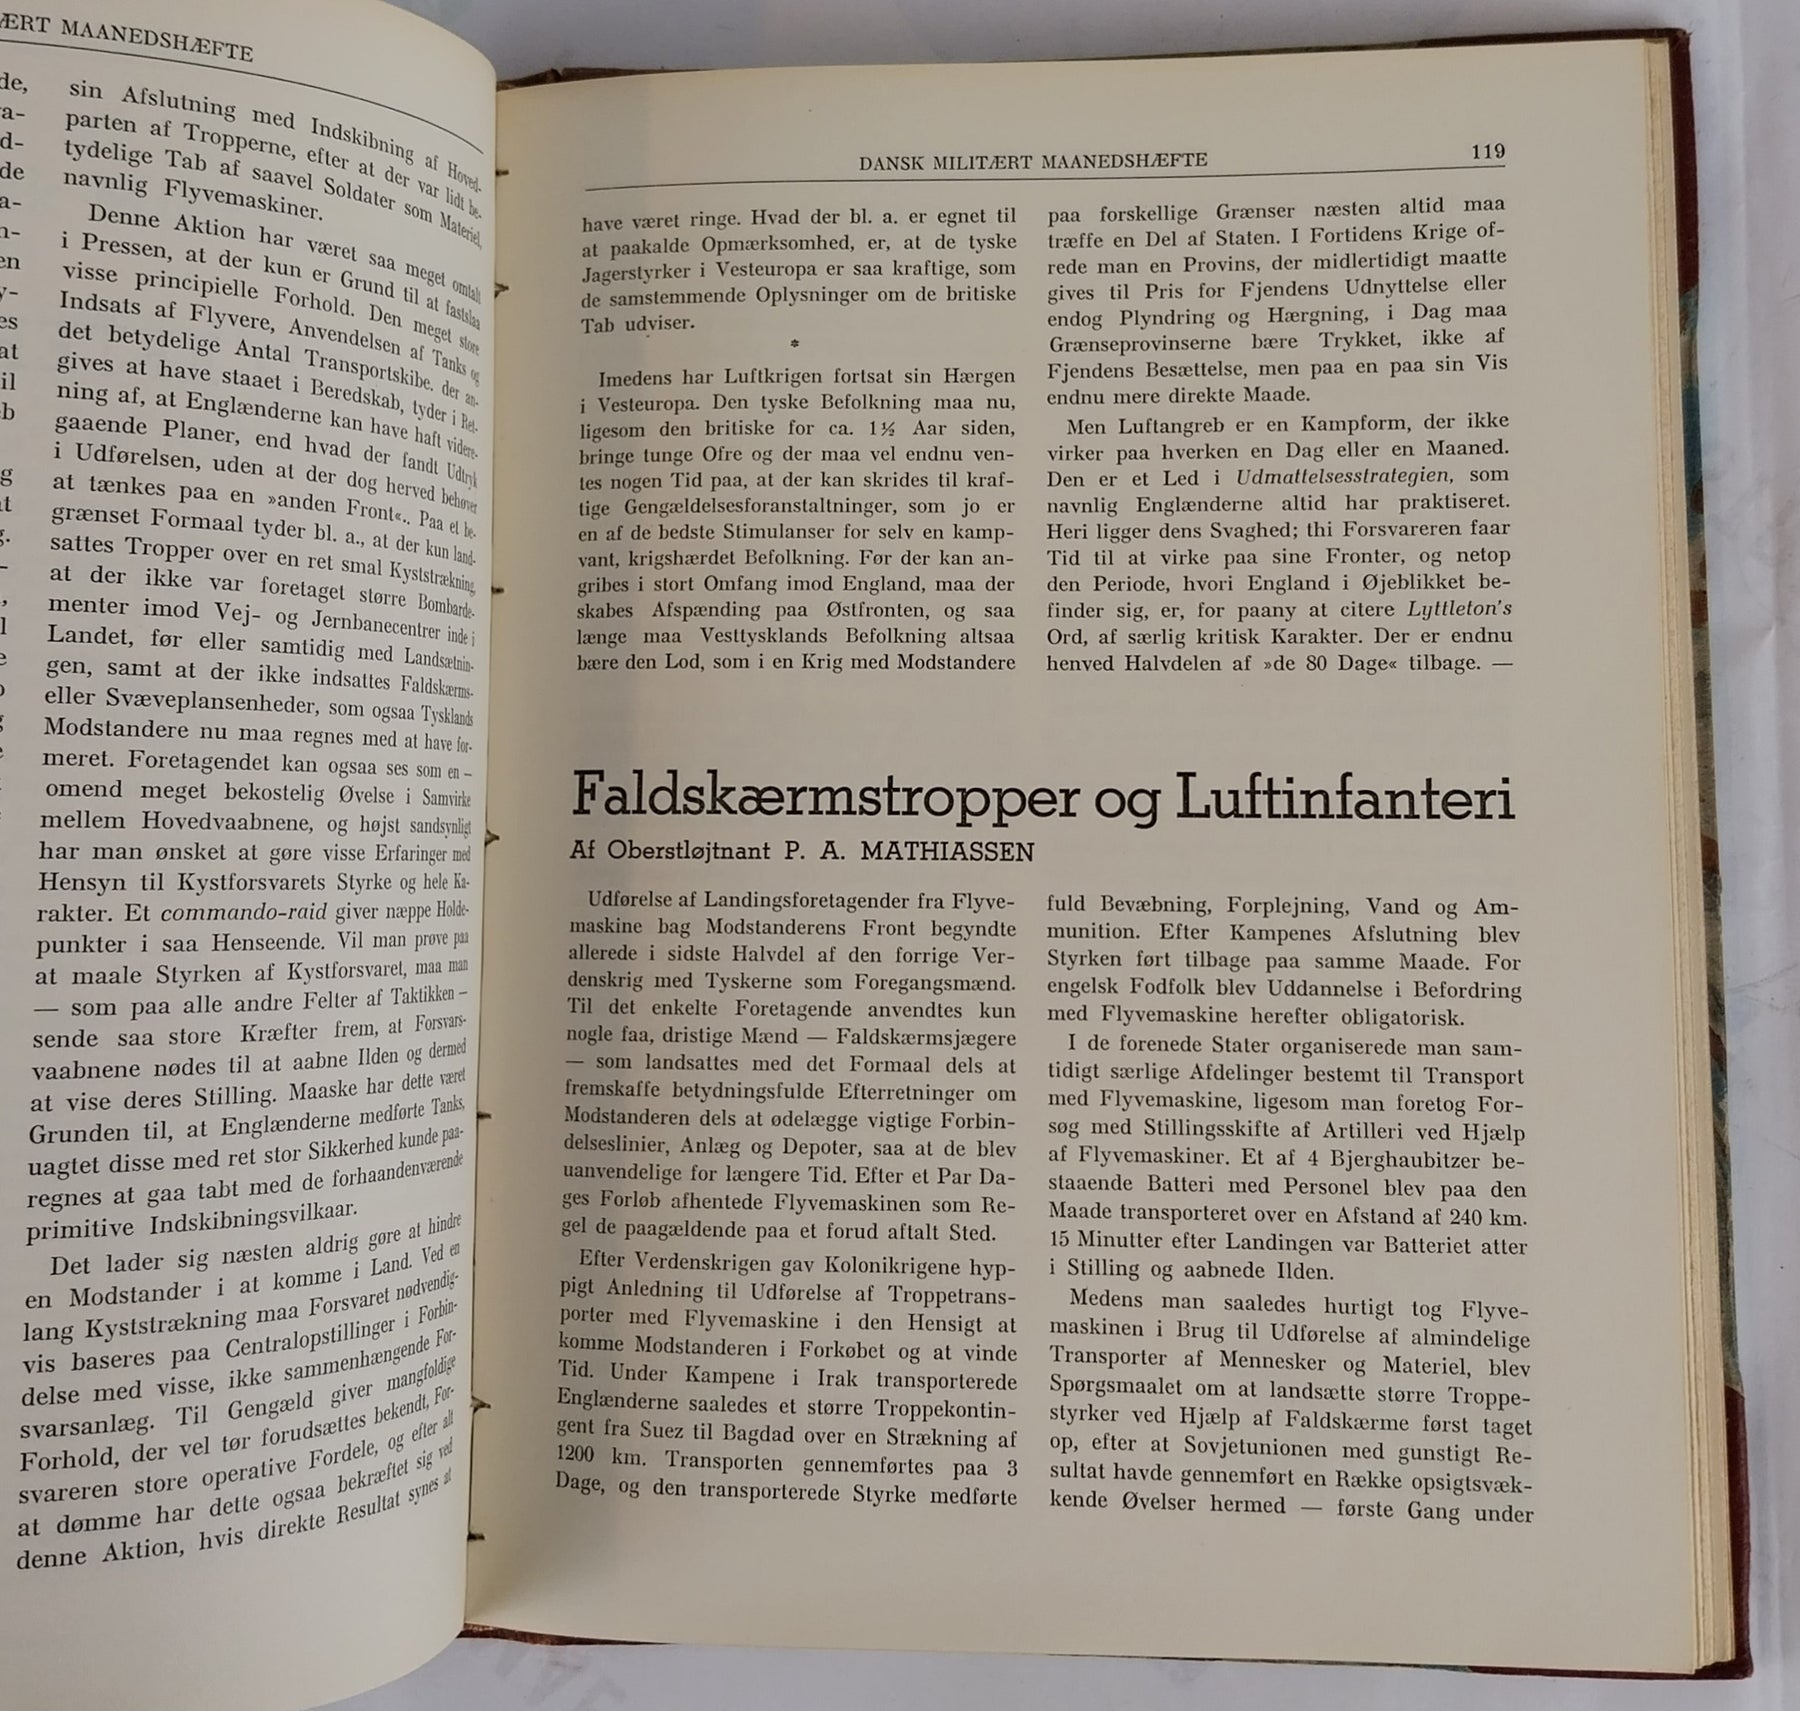 ÆRT MAANEDSHÆFTE
de,
a-
d-
de
a-
n-
en
y-
es
at
il
b
g
t
g.
-
,
l
e
o
g
e
sin Afslutning med Indskibning af Hoved-
parten af Tropperne, efter at der var lidt be-
tydelige Tab af saavel Soldater som Materiel,
navnlig Flyvemaskiner.
Denne Aktion har været saa meget omtalt
i Pressen, at der kun er Grund til at fastslaa
visse principielle Forhold. Den meget store
Indsats af Flyvere, Anvendelsen af Tanks og
det betydelige Antal Transportskibe, der an-
gives at have staaet i Beredskab, tyder i Ret-
ning af, at Englænderne kan have haft videre-
gaaende Planer, end hvad der fandt Udtryk
i Udførelsen, uden at der dog herved behøver
at tænkes paa en »anden Front«.. Paa et be-
grænset Formaal tyder bl. a., at der kun land-
sattes Tropper over en ret smal Kyststrækning,
at der ikke var foretaget større Bombarde-
menter imod Vej- og Jernbanecentrer inde i
Landet, før eller samtidig med Landsætnin-
gen, samt at der ikke indsattes Faldskærms-
eller Svæveplansenheder, som ogsaa Tysklands
Modstandere nu maa regnes med at have for-
meret. Foretagendet kan ogsaa ses som en —
omend meget bekostelig Øvelse i Samvirke
mellem Hovedvaabnene, og højst sandsynligt
har man ønsket at gøre visse Erfaringer med
Hensyn til Kystforsvarets Styrke og hele Ka-
rakter. Et commando-raid giver næppe Holde-
punkter i saa Henseende. Vil man prøve paa
at maale Styrken af Kystforsvaret, maa man
— som paa alle andre Felter af Taktikken —
sende saa store Kræfter frem, at Forsvars-
vaabnene nødes til at aabne Ilden og dermed
at vise deres Stilling. Maaske har dette været
Grunden til, at Englænderne medførte Tanks,
uagtet disse med ret stor Sikkerhed kunde paa-
regnes at gaa tabt med de forhaandenværende
primitive Indskibningsvilkaar.
Det lader sig næsten aldrig gøre at hindre
en Modstander i at komme i Land. Ved en
lang Kyststrækning maa Forsvaret nødvendig-
vis baseres paa Centralopstillinger i Forbin-
delse med visse, ikke sammenhængende For-
svarsanlæg. Til Gengæld giver mangfoldige
Forhold, der vel tør forudsættes bekendt, For-
svareren store operative Fordele, og efter alt
at dømme har dette ogsaa bekræftet sig ved
denne Aktion, hvis direkte Resultat synes at
DANSK MILITÆRT MAANEDSHÆFTE
119
have været ringe. Hvad der bl. a. er egnet til
at paakalde Opmærksomhed, er, at de tyske
Jagerstyrker i Vesteuropa er saa kraftige, som
de samstemmende Oplysninger om de britiske
Tab udviser.
*
Imedens har Luftkrigen fortsat sin Hærgen
i Vesteuropa. Den tyske Befolkning maa nu,
ligesom den britiske for ca. 1½ Aar siden,
bringe tunge Ofre og der maa vel endnu ven-
tes nogen Tid paa, at der kan skrides til kraf-
tige Gengældelsesforanstaltninger, som jo er
en af de bedste Stimulanser for selv en kamp-
vant, krigshærdet Befolkning. Før der kan an-
gribes i stort Omfang imod England, maa der
skabes Afspænding paa Østfronten, og saa
længe maa Vesttysklands Befolkning altsaa
bære den Lod, som i en Krig med Modstandere
paa forskellige Grænser næsten altid maa
træffe en Del af Staten. I Fortidens Krige of-
rede man en Provins, der midlertidigt maatte
gives til Pris for Fjendens Udnyttelse eller
endog Plyndring og Hærgning, i Dag maa
Grænseprovinserne bære Trykket, ikke af
Fjendens Besættelse, men paa en paa sin Vis
endnu mere direkte Maade.
Men Luftangreb er en Kampform, der ikke
virker paa hverken en Dag eller en Maaned.
Den er et Led i Udmattelsesstrategien, som
navnlig Englænderne altid har praktiseret.
Heri ligger dens Svaghed; thi Forsvareren faar
Tid til at virke paa sine Fronter, og netop
den Periode, hvori England i Øjeblikket be-
finder sig, er, for paany at citere Lyttleton's
Ord, af særlig kritisk Karakter. Der er endnu
henved Halvdelen af »de 80 Dage« tilbage. —
Faldskærmstropper og Luftinfanteri
Af Oberstløjtnant P. A. MATHIASSEN
Udførelse af Landingsforetagender fra Flyve-
maskine bag Modstanderens Front begyndte
allerede i sidste Halvdel af den forrige Ver-
denskrig med Tyskerne som Foregangsmænd.
Til det enkelte Foretagende anvendtes kun
nogle faa, dristige Mænd — Faldskærmsjægere
— som landsattes med det Formaal dels at
fremskaffe betydningsfulde Efterretninger om
Modstanderen dels at ødelægge vigtige Forbin-
delseslinier, Anlæg og Depoter, saa at de blev
uanvendelige for længere Tid. Efter et Par Da-
ges Forløb afhentede Flyvemaskinen som Re-
gel de paagældende paa et forud aftalt Sted.
Efter Verdenskrigen gav Kolonikrigene hyp-
pigt Anledning til Udførelse af Troppetrans-
porter med Flyvemaskine i den Hensigt at
komme Modstanderen i Forkøbet og at vinde
Tid. Under Kampene i Irak transporterede
Englænderne saaledes et større Troppekontin-
gent fra Suez til Bagdad over en Strækning af
1200 km. Transporten gennemførtes paa 3
Dage, og den transporterede Styrke medførte
fuld Bevæbning, Forplejning, Vand og Am-
munition. Efter Kampenes Afslutning blev
Styrken ført tilbage paa samme Maade. For
engelsk Fodfolk blev Uddannelse i Befordring
med Flyvemaskine herefter obligatorisk.
I de forenede Stater organiserede man sam-
tidigt særlige Afdelinger bestemt til Transport
med Flyvemaskine, ligesom man foretog For-
søg med Stillingsskifte af Artilleri ved Hjælp
af Flyvemaskiner. Et af 4 Bjerghaubitzer be-
staaende Batteri med Personel blev paa den
Maade transporteret over en Afstand af 240 km.
15 Minutter efter Landingen var Batteriet atter
i Stilling og aabnede Ilden.
Medens man saaledes hurtigt tog Flyve-
maskinen i Brug til Udførelse af almindelige
Transporter af Mennesker og Materiel, blev
Spørgsmaalet om at landsætte større Troppe-
styrker ved Hjælp af Faldskærme først taget
op, efter at Sovjetunionen med gunstigt Re-
sultat havde gennemført en Række opsigtsvæk-
kende Øvelser hermed — første Gang under